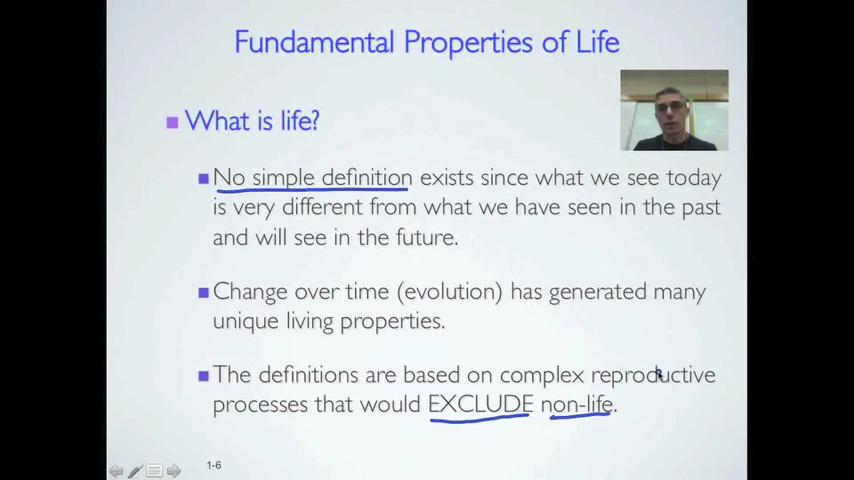 Fundamental Properties of Life
What is life?
No simple definition exists since what we see today
is very different from what we have seen in the past
and will see in the future.
Change over time (evolution) has generated many
unique living properties.
The definitions are based on complex reproductive
processes that would EXCLUDE non-life.
1-6